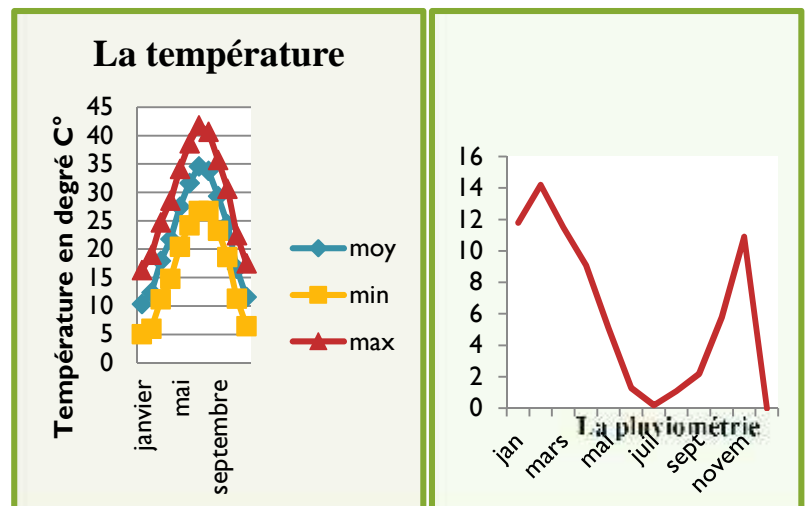 La température
Température en degré C°
45
40
35
30
25
20
15
10
5
0
janvier
mai
septembre
moy
min
max
16
14
12
10
8
6
4
2
0
jan
mars
mai
juil
sept
novem
La pluviométrie